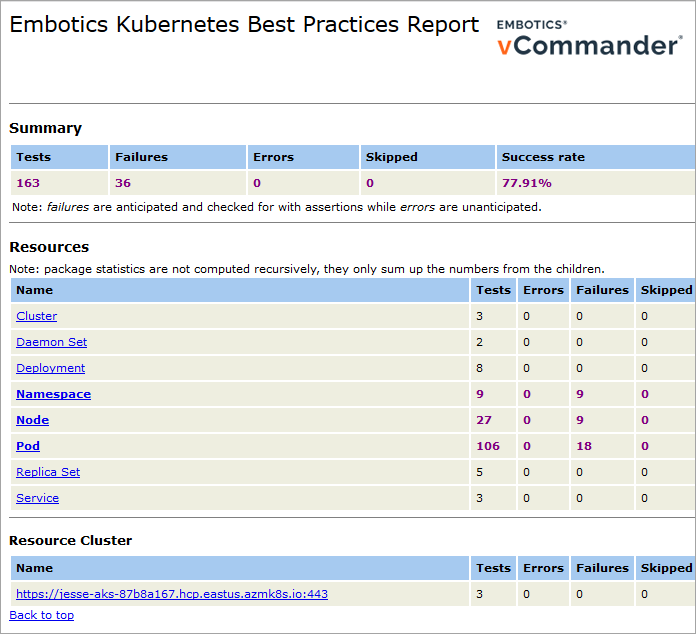 Embotics Kubernetes Best Practices Report
EMBOTICS®
vCommander®
Summary
Tests Failures Errors Skipped Success rate
163 36 0 0 77.91%
Note: failures are anticipated and checked for with assertions while errors are unanticipated.
Resources
Note: package statistics are not computed recursively, they only sum up the numbers from the children.
Name Tests Errors Failures Skipped
Cluster 3 0 0 0
Daemon Set 2 0 0 0
Deployment 8 0 0 0
Namespace 9 0 9 0
Node 27 0 9 0
Pod 106 0 18 0
Replica Set 5 0 0 0
Service 3 0 0 0
Resource Cluster
Name Tests Errors Failures Skipped
https://jesse-aks-87b8a167.hcp.eastus.azmk8s.io:443 3 0 0 0
Back to top